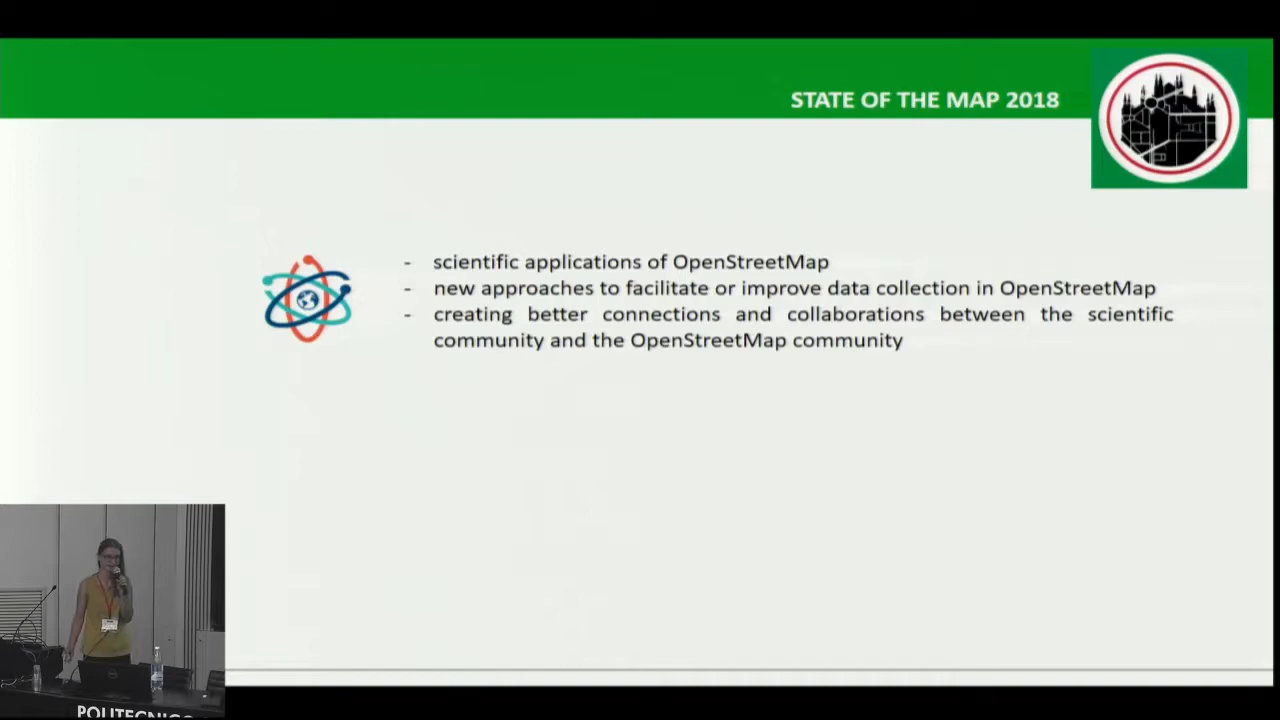 STATE OF THE MAP 2018
- scientific applications of OpenStreetMap
- new approaches to facilitate or improve data collection in OpenStreetMap
- creating better connections and collaborations between the scientific
community and the OpenStreetMap community
POLITECNICO